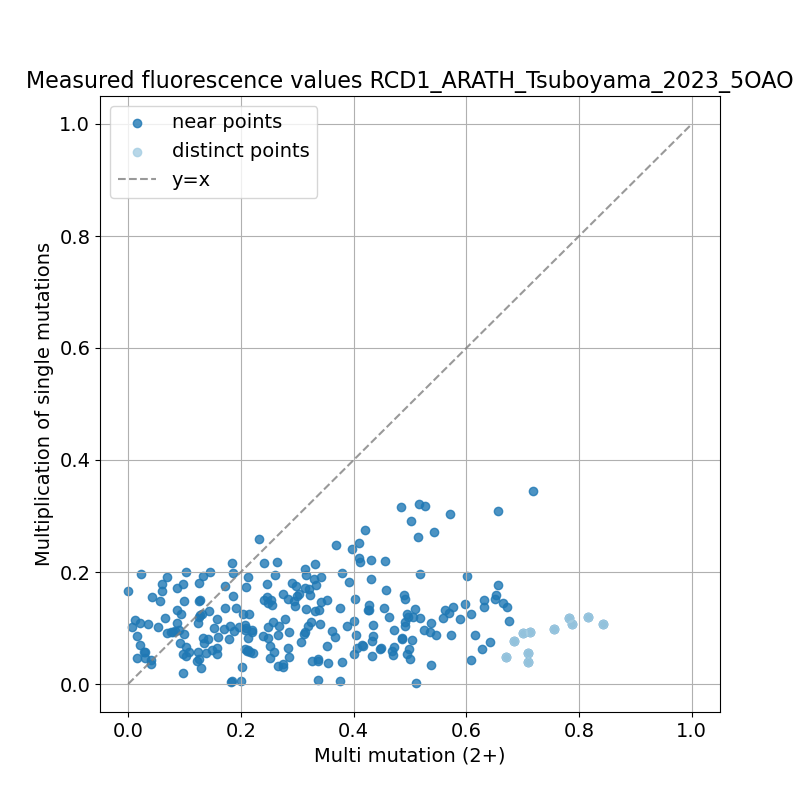 Measured fluorescence values RCD1_ARATH_Tsuboyama_2023_5OAO
near points
distinct points
y=x
1.0
0.8
0.6
0.4
0.2
0.0
Multiplication of single mutations
0.0 0.2 0.4 0.6 0.8 1.0
Multi mutation (2+)